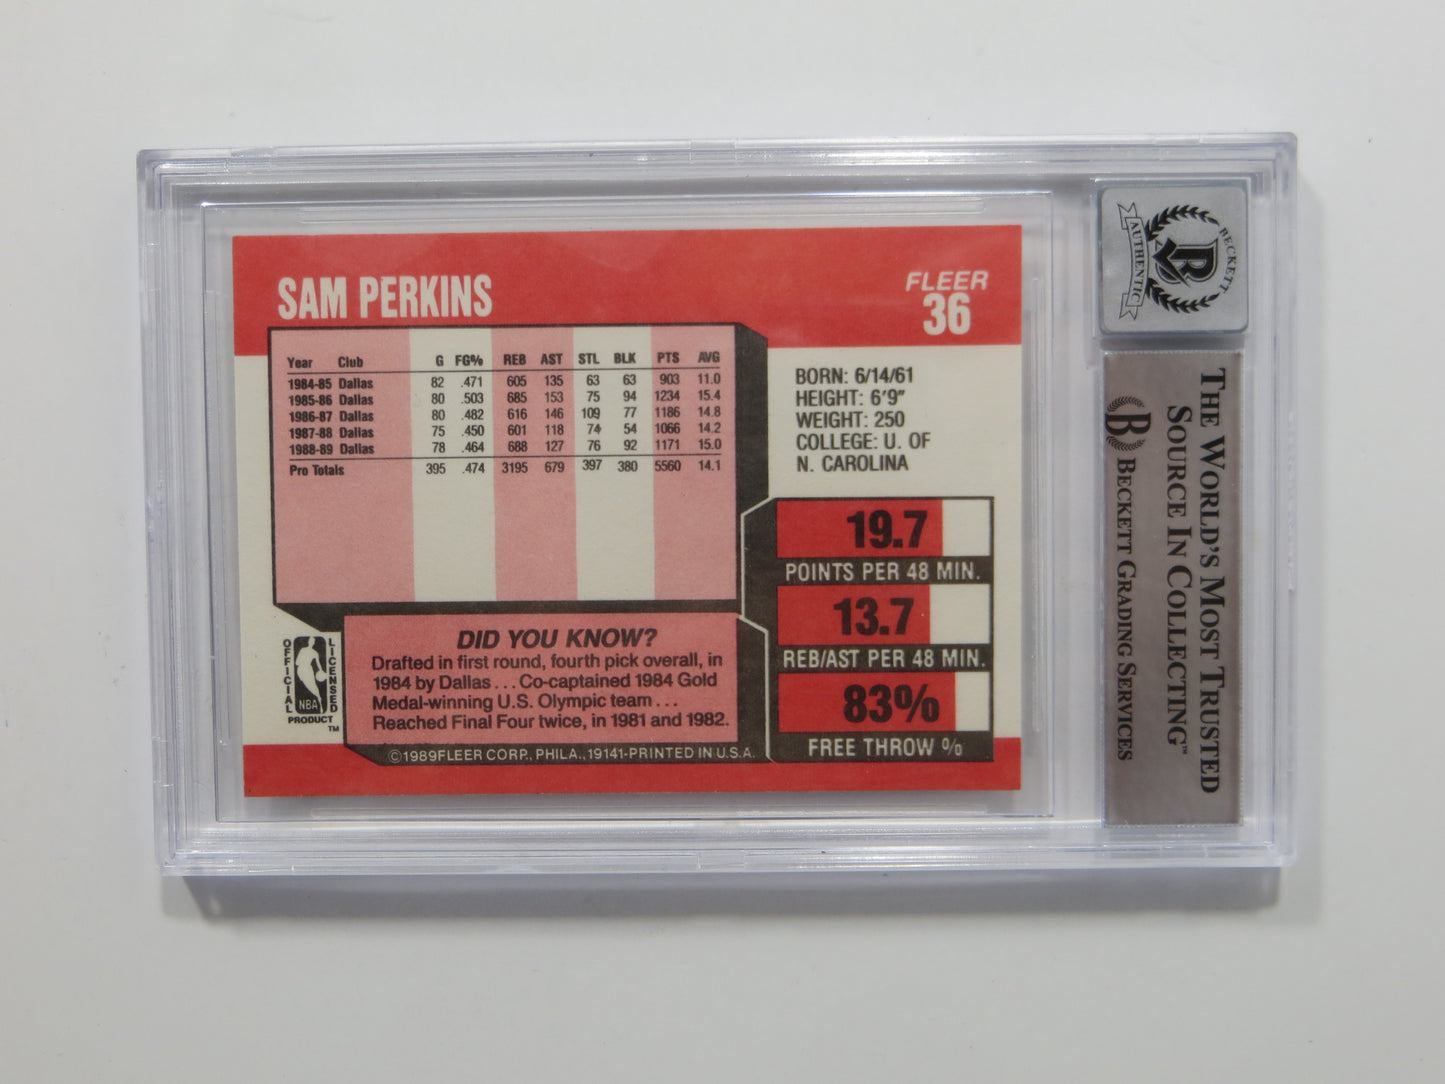 SAM PERKINS
FLEER
36
Year Club G FG% REB AST STL BLK PTS AVG
1984-85 Dallas 82 .471 605 135 63 63 903 11.0
1985-86 Dallas 80 .503 685 153 75 94 1234 15.4
1986-87 Dallas 80 .482 616 146 109 77 1186 14.8
1987-88 Dallas 75 .450 601 118 74 54 1066 14.2
1988-89 Dallas 78 .464 688 127 76 92 1171 15.0
Pro Totals 395 .474 3195 679 397 380 5560 14.1
BORN: 6/14/61
HEIGHT: 6'9"
WEIGHT: 250
COLLEGE: U. OF
N. CAROLINA
19.7
POINTS PER 48 MIN.
13.7
REB/AST PER 48 MIN.
83%
FREE THROW %
OFFICIAL
LICENSED
NBA
PRODUCT
TM
DID YOU KNOW?
Drafted in first round, fourth pick overall, in
1984 by Dallas . . . Co-captained 1984 Gold
Medal-winning U.S. Olympic team . . .
Reached Final Four twice, in 1981 and 1982.
©1989FLEER CORP., PHILA., 19141-PRINTED IN U.S.A.
BECKETT
B
AUTHENTIC
THE WORLD'S MOST TRUSTED
SOURCE IN COLLECTING™
B
BECKETT GRADING SERVICES